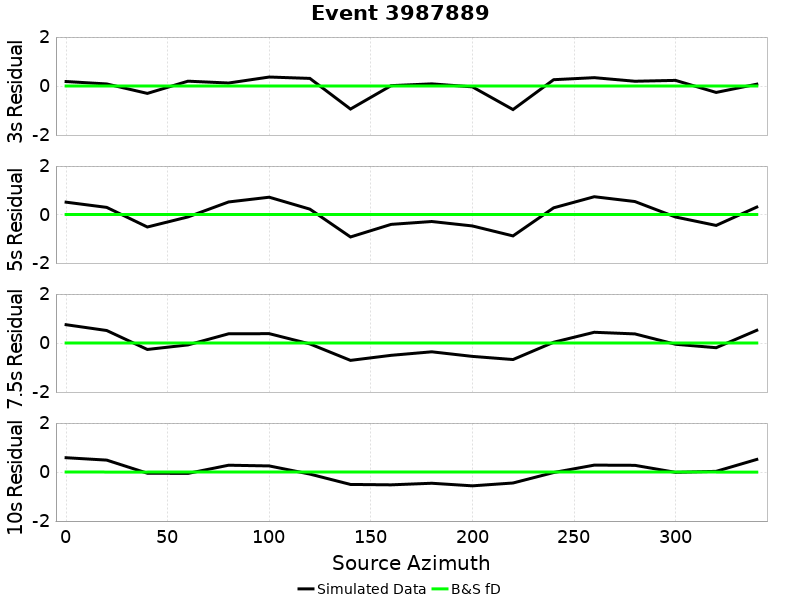 Event 3987889
3s Residual
2
0
-2
5s Residual
2
0
-2
7.5s Residual
2
0
-2
10s Residual
2
0
-2
0 50 100 150 200 250 300
Source Azimuth
Simulated Data B&S fD